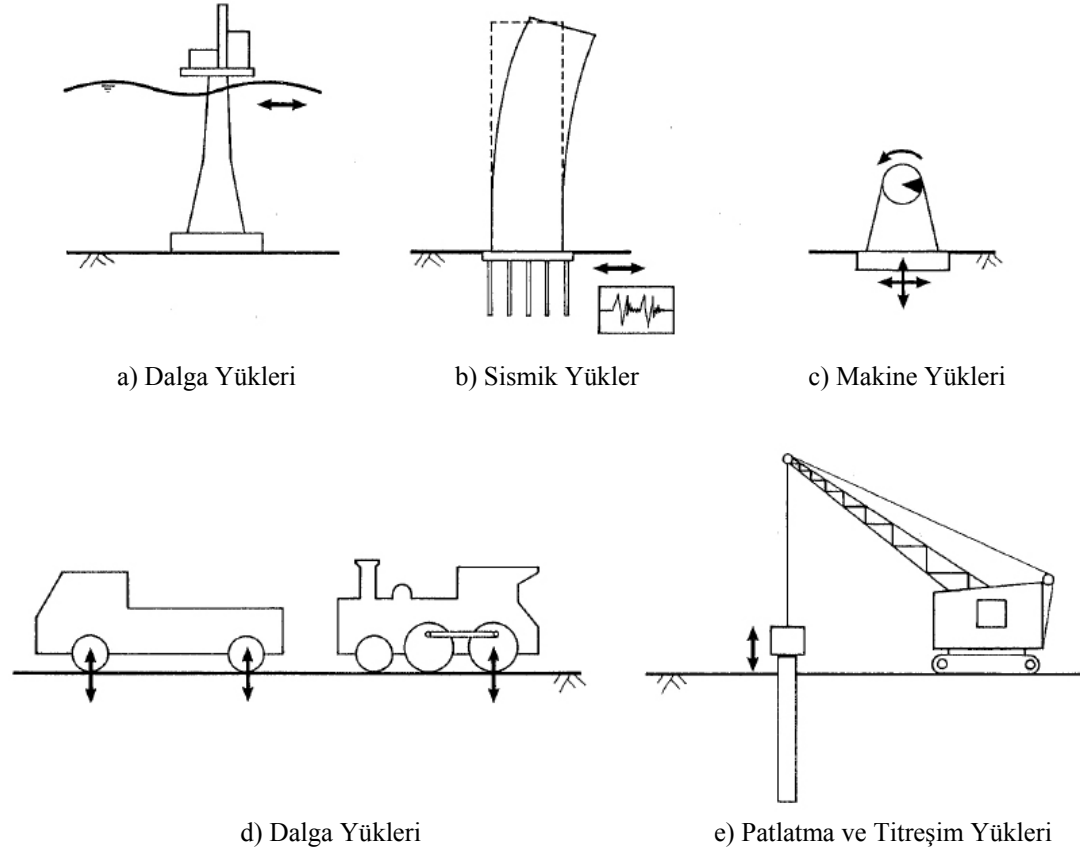 a) Dalga Yükleri
b) Sismik Yükler
c) Makine Yükleri
d) Dalga Yükleri
e) Patlatma ve Titreşim Yükleri